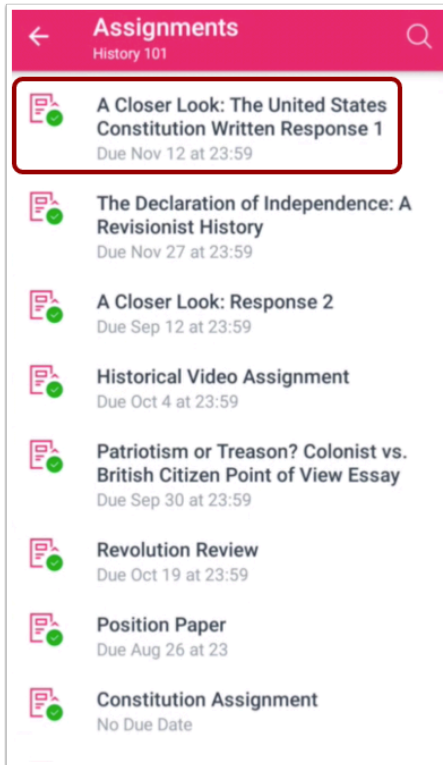 Assignments
History 101
A Closer Look: The United States
Constitution Written Response 1
Due Nov 12 at 23:59
The Declaration of Independence: A
Revisionist History
Due Nov 27 at 23:59
A Closer Look: Response 2
Due Sep 12 at 23:59
Historical Video Assignment
Due Oct 4 at 23:59
Patriotism or Treason? Colonist vs.
British Citizen Point of View Essay
Due Sep 30 at 23:59
Revolution Review
Due Oct 19 at 23:59
Position Paper
Due Aug 26 at 23
Constitution Assignment
No Due Date